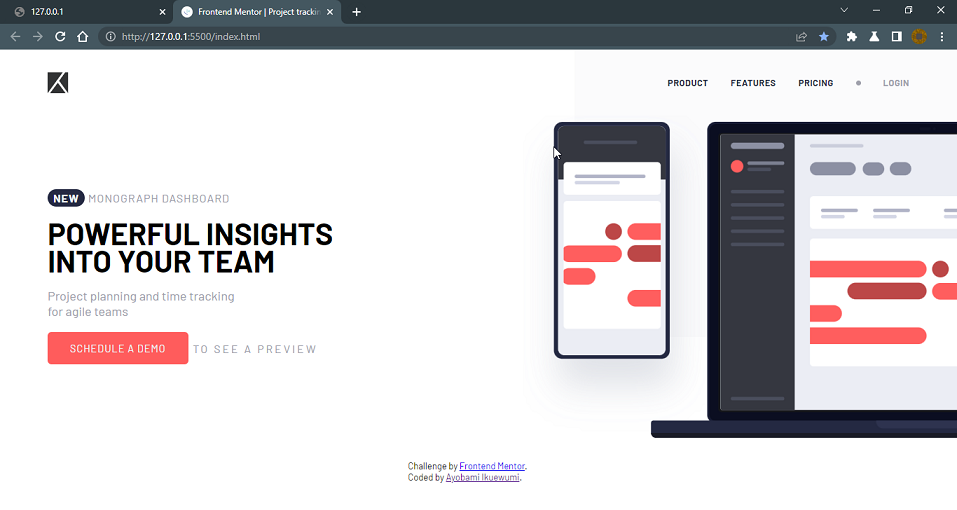 127.0.0.1
Frontend Mentor | Project trackin
http://127.0.0.1:5500/index.html
PRODUCT FEATURES PRICING LOGIN
NEW MONOGRAPH DASHBOARD
POWERFUL INSIGHTS
INTO YOUR TEAM
Project planning and time tracking
for agile teams
SCHEDULE A DEMO TO SEE A PREVIEW
Challenge by Frontend Mentor.
Coded by Ayobami Ikuewumi.